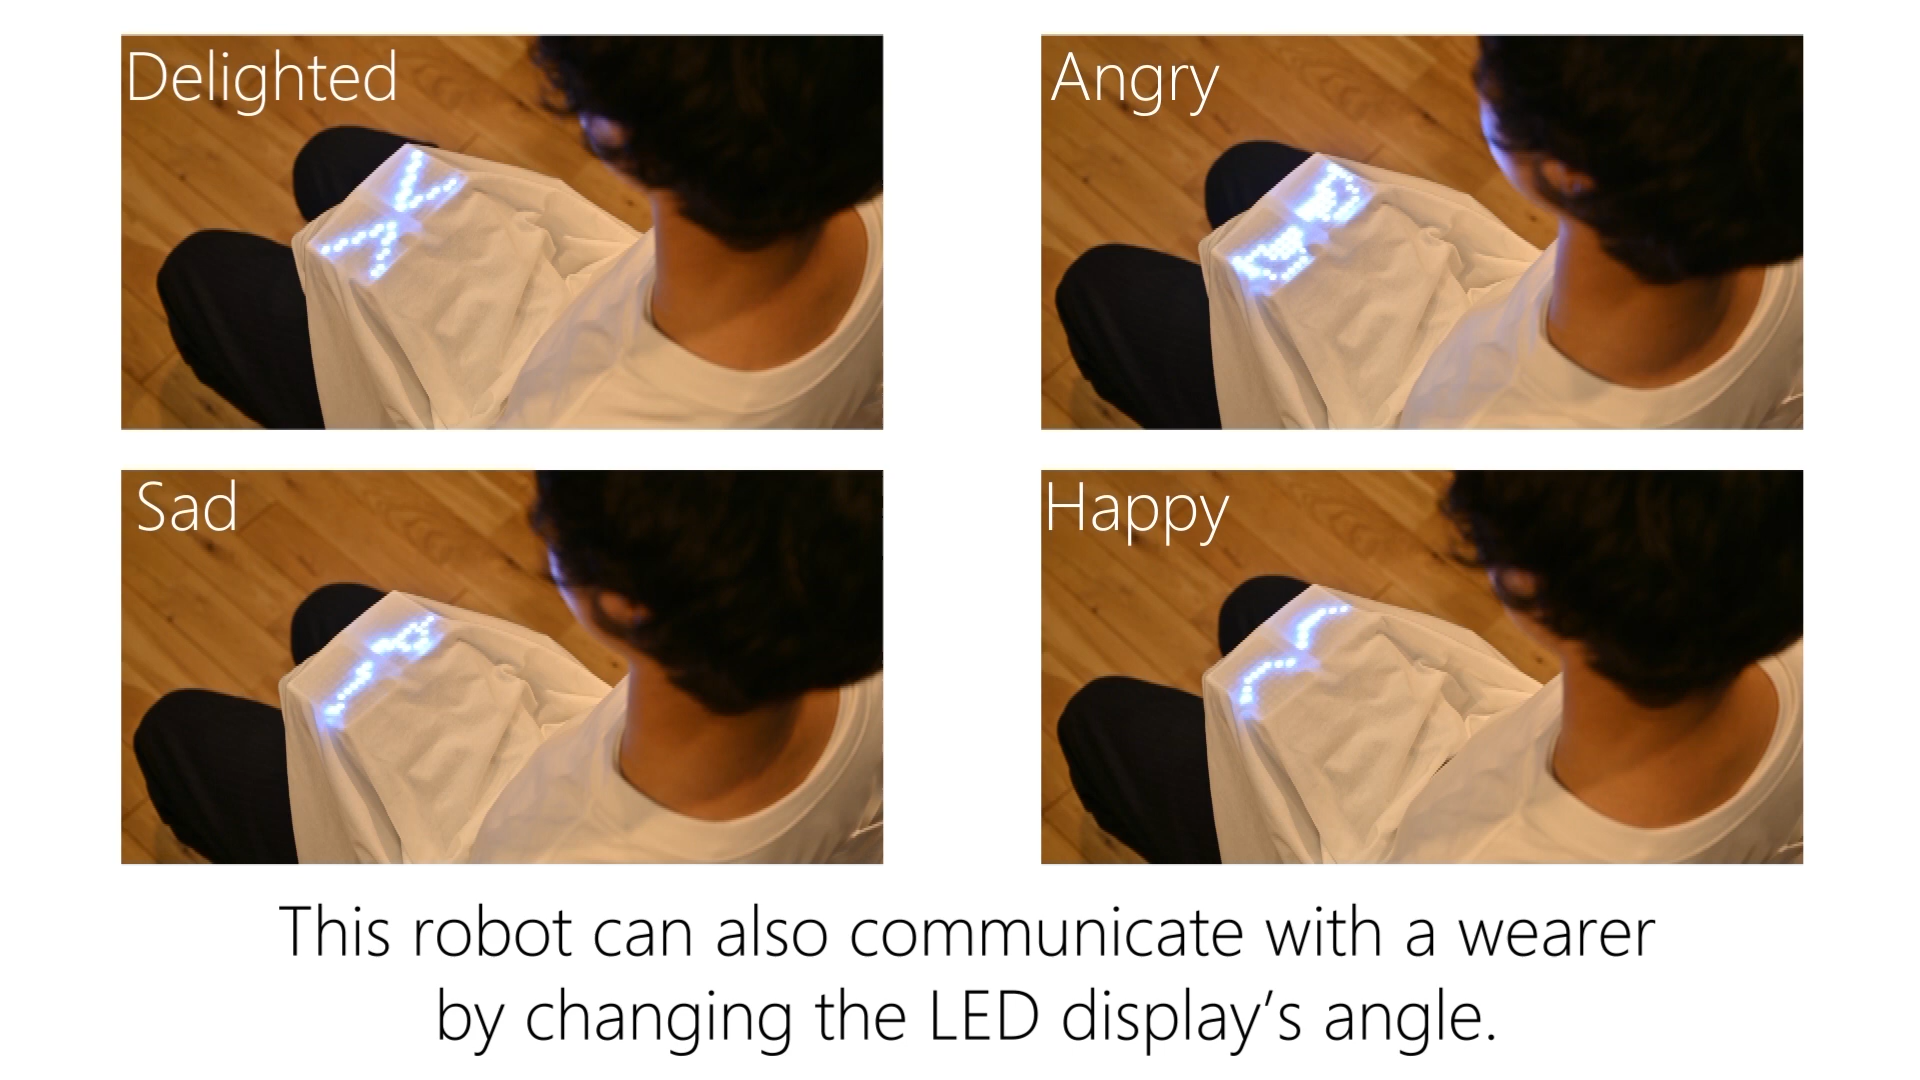 Delighted
Angry
Sad
Happy
This robot can also communicate with a wearer
by changing the LED display’s angle.